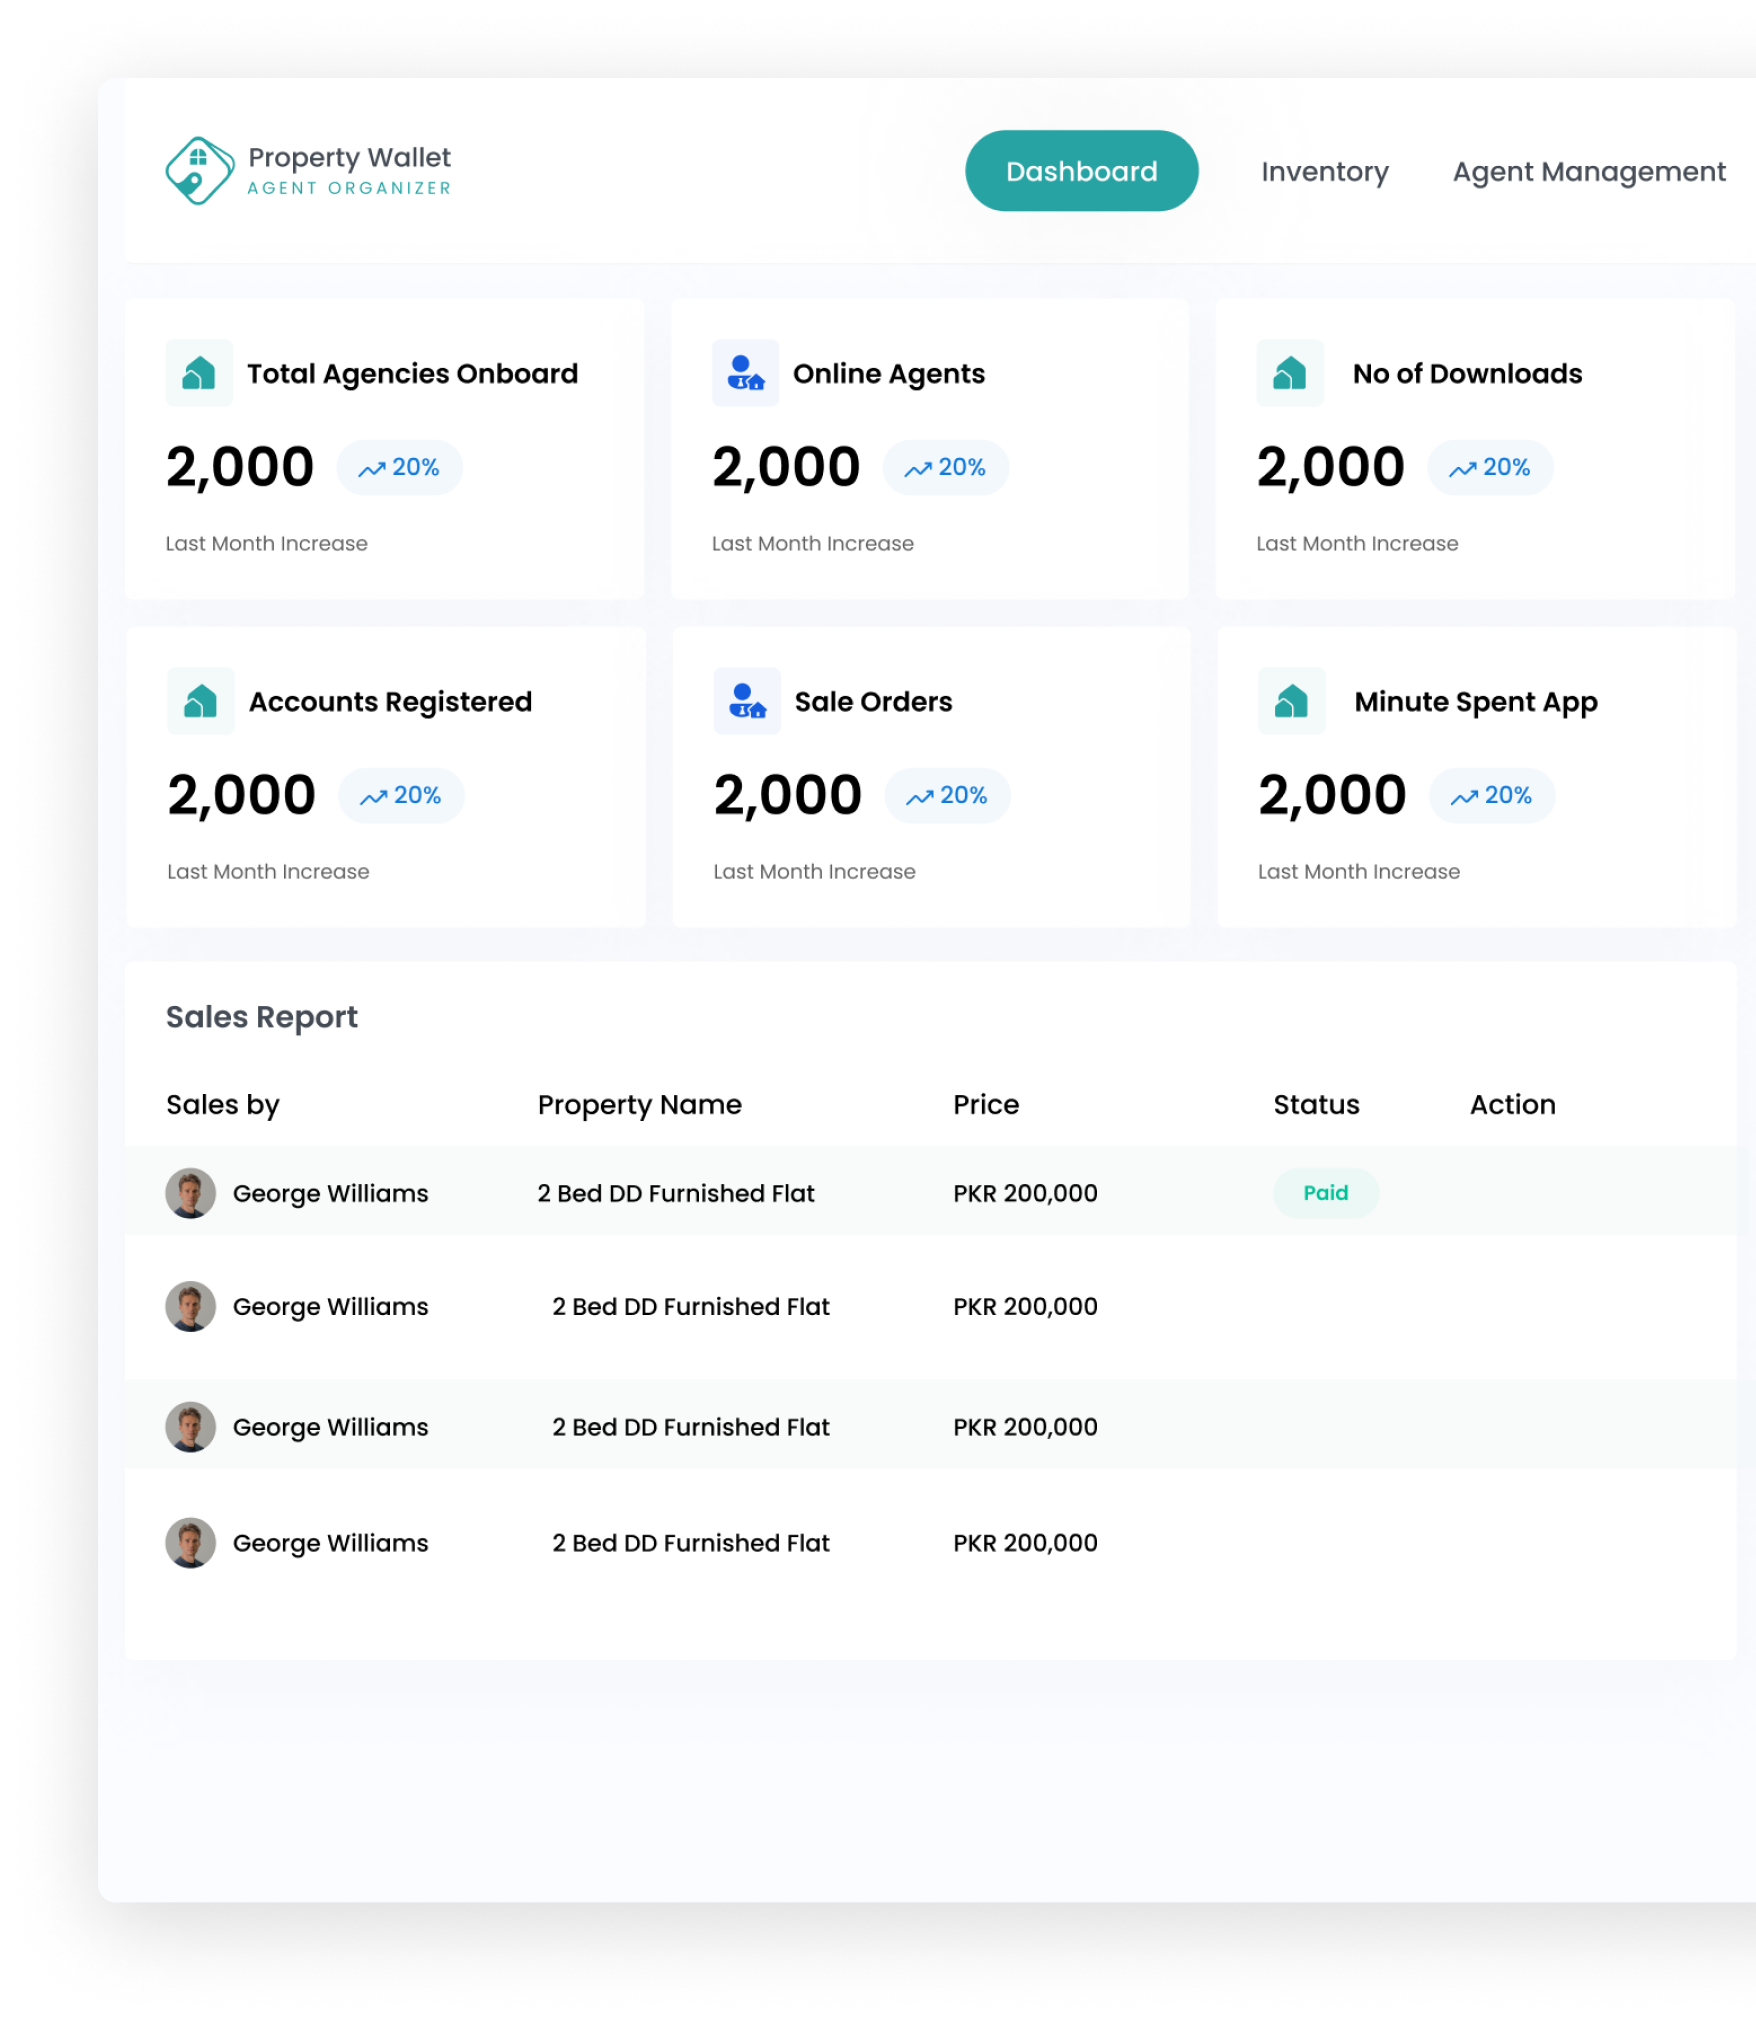 Property Wallet
AGENT ORGANIZER
Dashboard Inventory Agent Management
Total Agencies Onboard
2,000 20%
Last Month Increase
Online Agents
2,000 20%
Last Month Increase
No of Downloads
2,000 20%
Last Month Increase
Accounts Registered
2,000 20%
Last Month Increase
Sale Orders
2,000 20%
Last Month Increase
Minute Spent App
2,000 20%
Last Month Increase
Sales Report
Sales by Property Name Price Status Action
George Williams 2 Bed DD Furnished Flat PKR 200,000 Paid
George Williams 2 Bed DD Furnished Flat PKR 200,000
George Williams 2 Bed DD Furnished Flat PKR 200,000
George Williams 2 Bed DD Furnished Flat PKR 200,000